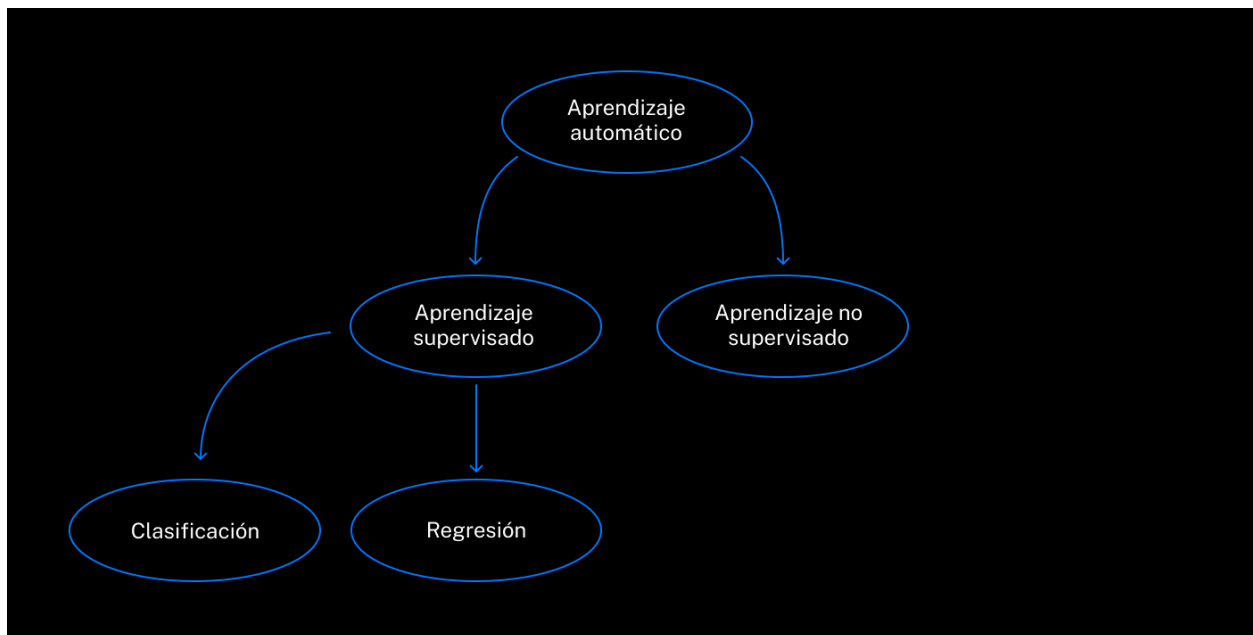 Aprendizaje
automático
Aprendizaje
supervisado
Aprendizaje no
supervisado
Clasificación
Regresión